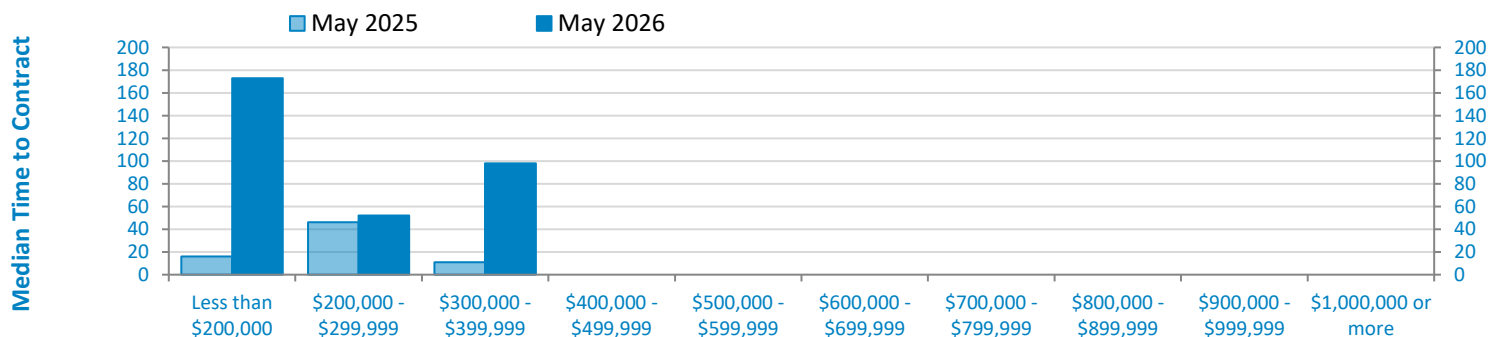 May 2025 May 2026
Median Time to Contract
200 200
180 180
160 160
140 140
120 120
100 100
80 80
60 60
40 40
20 20
0 0
Less than $200,000 - $300,000 - $400,000 - $500,000 - $600,000 - $700,000 - $800,000 - $900,000 - $1,000,000 or
$200,000 $299,999 $399,999 $499,999 $599,999 $699,999 $799,999 $899,999 $999,999 more